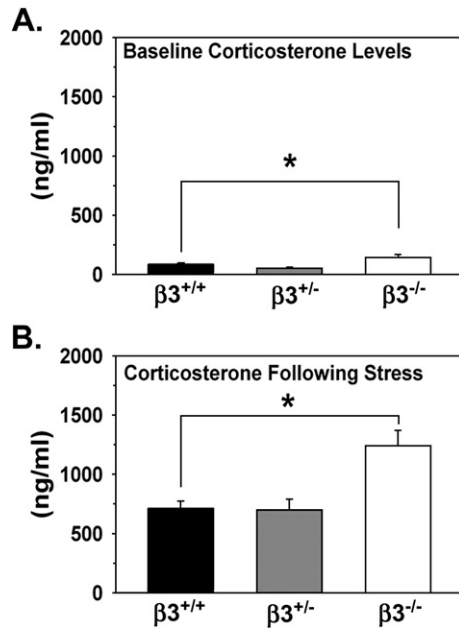 A.
2000
Baseline Corticosterone Levels
1500
1000
500
0
(ng/ml)
*
β3+/+ β3+/- β3-/-
B.
2000
Corticosterone Following Stress
1500
1000
500
0
(ng/ml)
*
β3+/+ β3+/- β3-/-